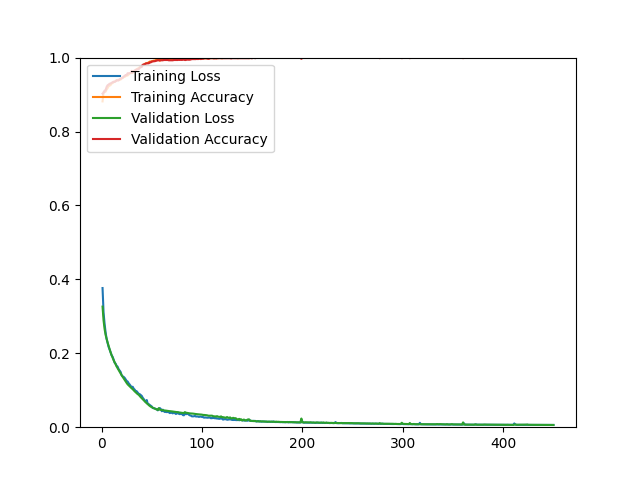 1.0
0.8
0.6
0.4
0.2
0.0
Training Loss
Training Accuracy
Validation Loss
Validation Accuracy
0 100 200 300 400